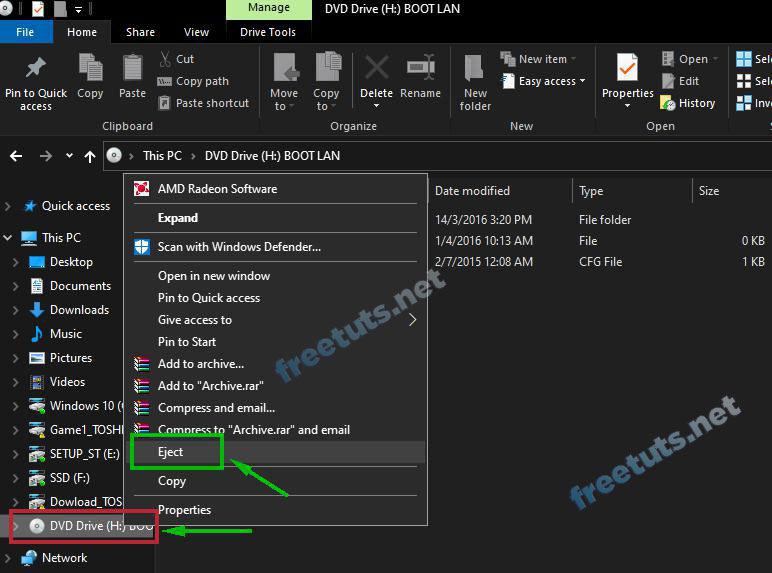 Manage
DVD Drive (H:) BOOT LAN
File
Home
Share
View
Drive Tools
Pin to Quick access
Copy
Paste
Cut
Copy path
Paste shortcut
Clipboard
Move to
Copy to
Delete
Rename
Organize
New folder
New item
Easy access
New
Properties
Open
Edit
History
Open
Sel
Sel
Inv
S
This PC
DVD Drive (H:) BOOT LAN
Quick access
This PC
Desktop
Documents
Downloads
Music
Pictures
Videos
Windows 10 (
Game1_TOSH
SETUP_ST (E:)
SSD (F:)
Dowload_TOS
DVD Drive (H:) BOO
Network
AMD Radeon Software
Expand
Scan with Windows Defender...
Open in new window
Pin to Quick access
Give access to
Pin to Start
Add to archive...
Add to "Archive.rar"
Compress and email...
Compress to "Archive.rar" and email
Eject
Copy
Properties
Date modified
Type
Size
14/3/2016 3:20 PM
File folder
1/4/2016 10:13 AM
File
0 KB
2/7/2015 12:08 AM
CFG File
1 KB
freetuts.net
freetuts.net